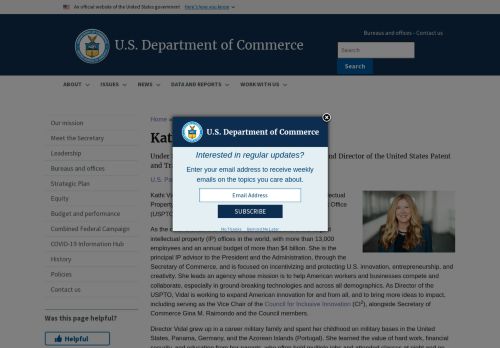 An official website of the United States government Here's how you know
U.S. Department of Commerce
Bureaus and offices - Contact us
Search
Search
ABOUT ISSUES NEWS DATA AND REPORTS WORK WITH US
Our mission
Meet the Secretary
Leadership
Bureaus and offices
Strategic Plan
Equity
Budget and performance
Combined Federal Campaign
COVID-19 Information Hub
History
Policies
Contact us
Was this page helpful?
Helpful
Home »
Kat
Under and Director of the United States Patent
and Tr
U.S. Pa
U.S. Department of Commerce
Interested in regular updates?
Enter your email address to receive weekly
emails on the topics you care about.
Email Address
SUBSCRIBE
No Thanks Remind Me Later
Kathi Vi ellectual
Property Office
(USPTO
As the
intellectual property (IP) offices in the world, with more than 13,000
employees and an annual budget of more than $4 billion. She is the
principal IP advisor to the President and the Administration, through the
Secretary of Commerce, and is focused on incentivizing and protecting U.S. innovation, entrepreneurship, and
creativity. She leads an agency whose mission is to help American workers and businesses compete and
collaborate, especially in ground-breaking technologies and across all demographics. As Director of the
USPTO, Vidal is working to expand American innovation for and from all, and to bring more ideas to impact,
including serving as the Vice Chair of the Council for Inclusive Innovation (CI²), alongside Secretary of
Commerce Gina M. Raimondo and the Council members.
Director Vidal grew up in a career military family and spent her childhood on military bases in the United
States, Panama, Germany, and the Azorean Islands (Portugal). She learned the value of hard work, financial